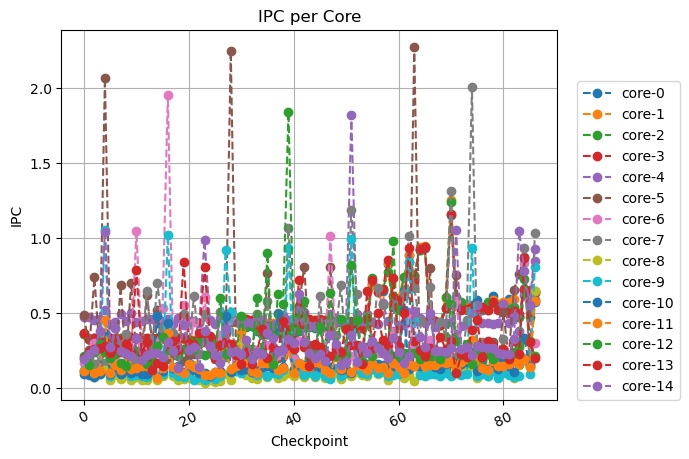 IPC per Core
IPC
2.0
1.5
1.0
0.5
0.0
0
20
40
60
80
Checkpoint
core-0
core-1
core-2
core-3
core-4
core-5
core-6
core-7
core-8
core-9
core-10
core-11
core-12
core-13
core-14